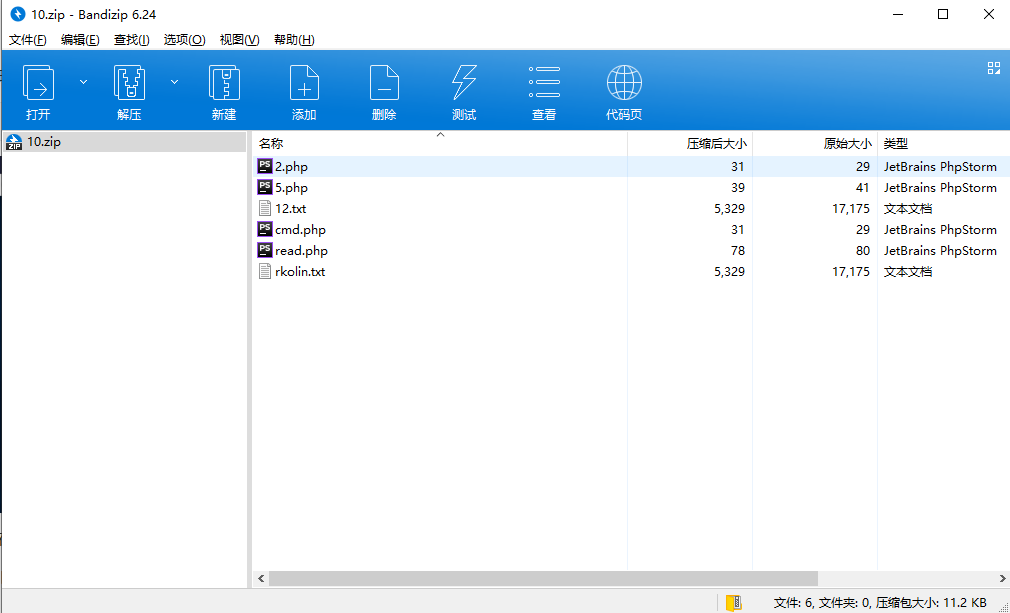 10.zip - Bandizip 6.24
文件(F) 编辑(E) 查找(I) 选项(O) 视图(V) 帮助(H)
打开 解压 新建 添加 删除 测试 查看 代码页
10.zip
名称 压缩后大小 原始大小 类型
2.php 31 29 JetBrains PhpStorm
5.php 39 41 JetBrains PhpStorm
12.txt 5,329 17,175 文本文档
cmd.php 31 29 JetBrains PhpStorm
read.php 78 80 JetBrains PhpStorm
rkolin.txt 5,329 17,175 文本文档
文件: 6, 文件夹: 0, 压缩包大小: 11.2 KB